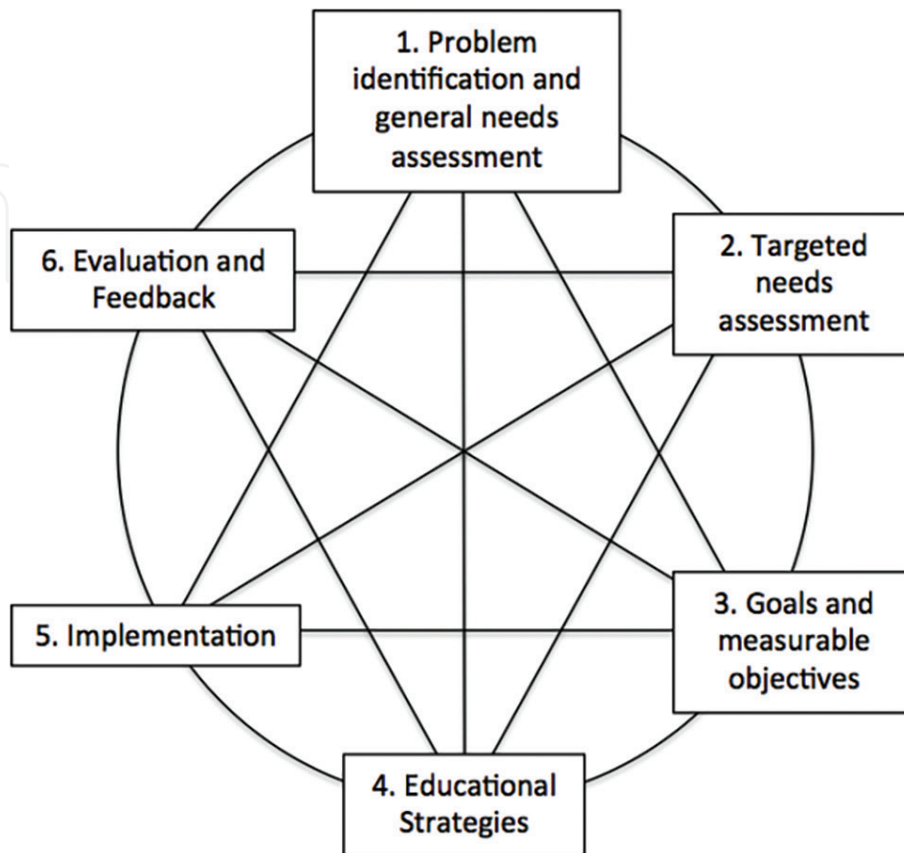 1. Problem
identification and
general needs
assessment
2. Targeted
needs
assessment
3. Goals and
measurable
objectives
4. Educational
Strategies
5. Implementation
6. Evaluation and
Feedback